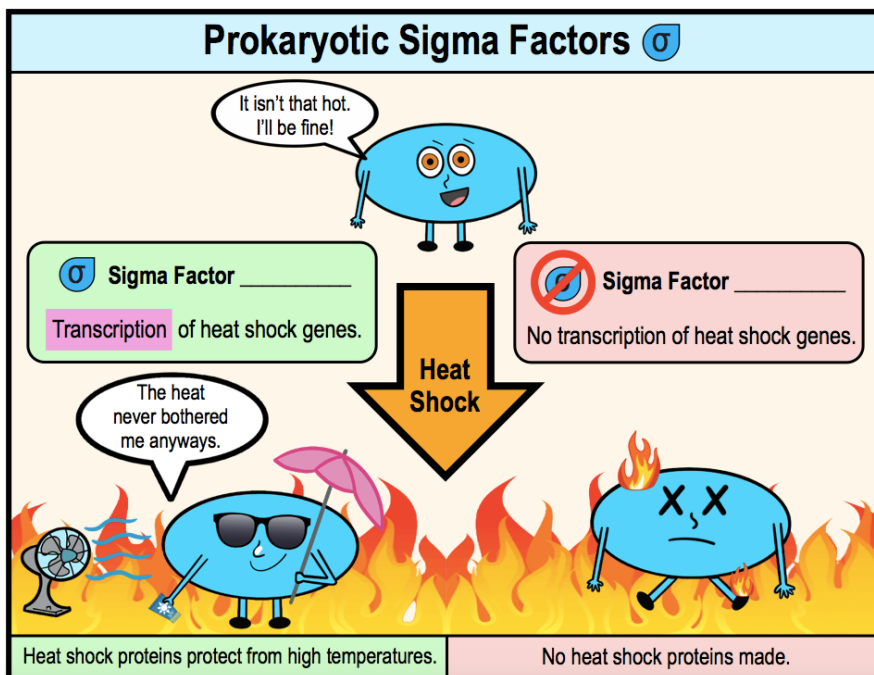 Prokaryotic Sigma Factors σ
It isn't that hot.
I'll be fine!
σ Sigma Factor __________
Transcription of heat shock genes.
σ Sigma Factor __________
No transcription of heat shock genes.
Heat
Shock
The heat
never bothered
me anyways.
Heat shock proteins protect from high temperatures.
No heat shock proteins made.